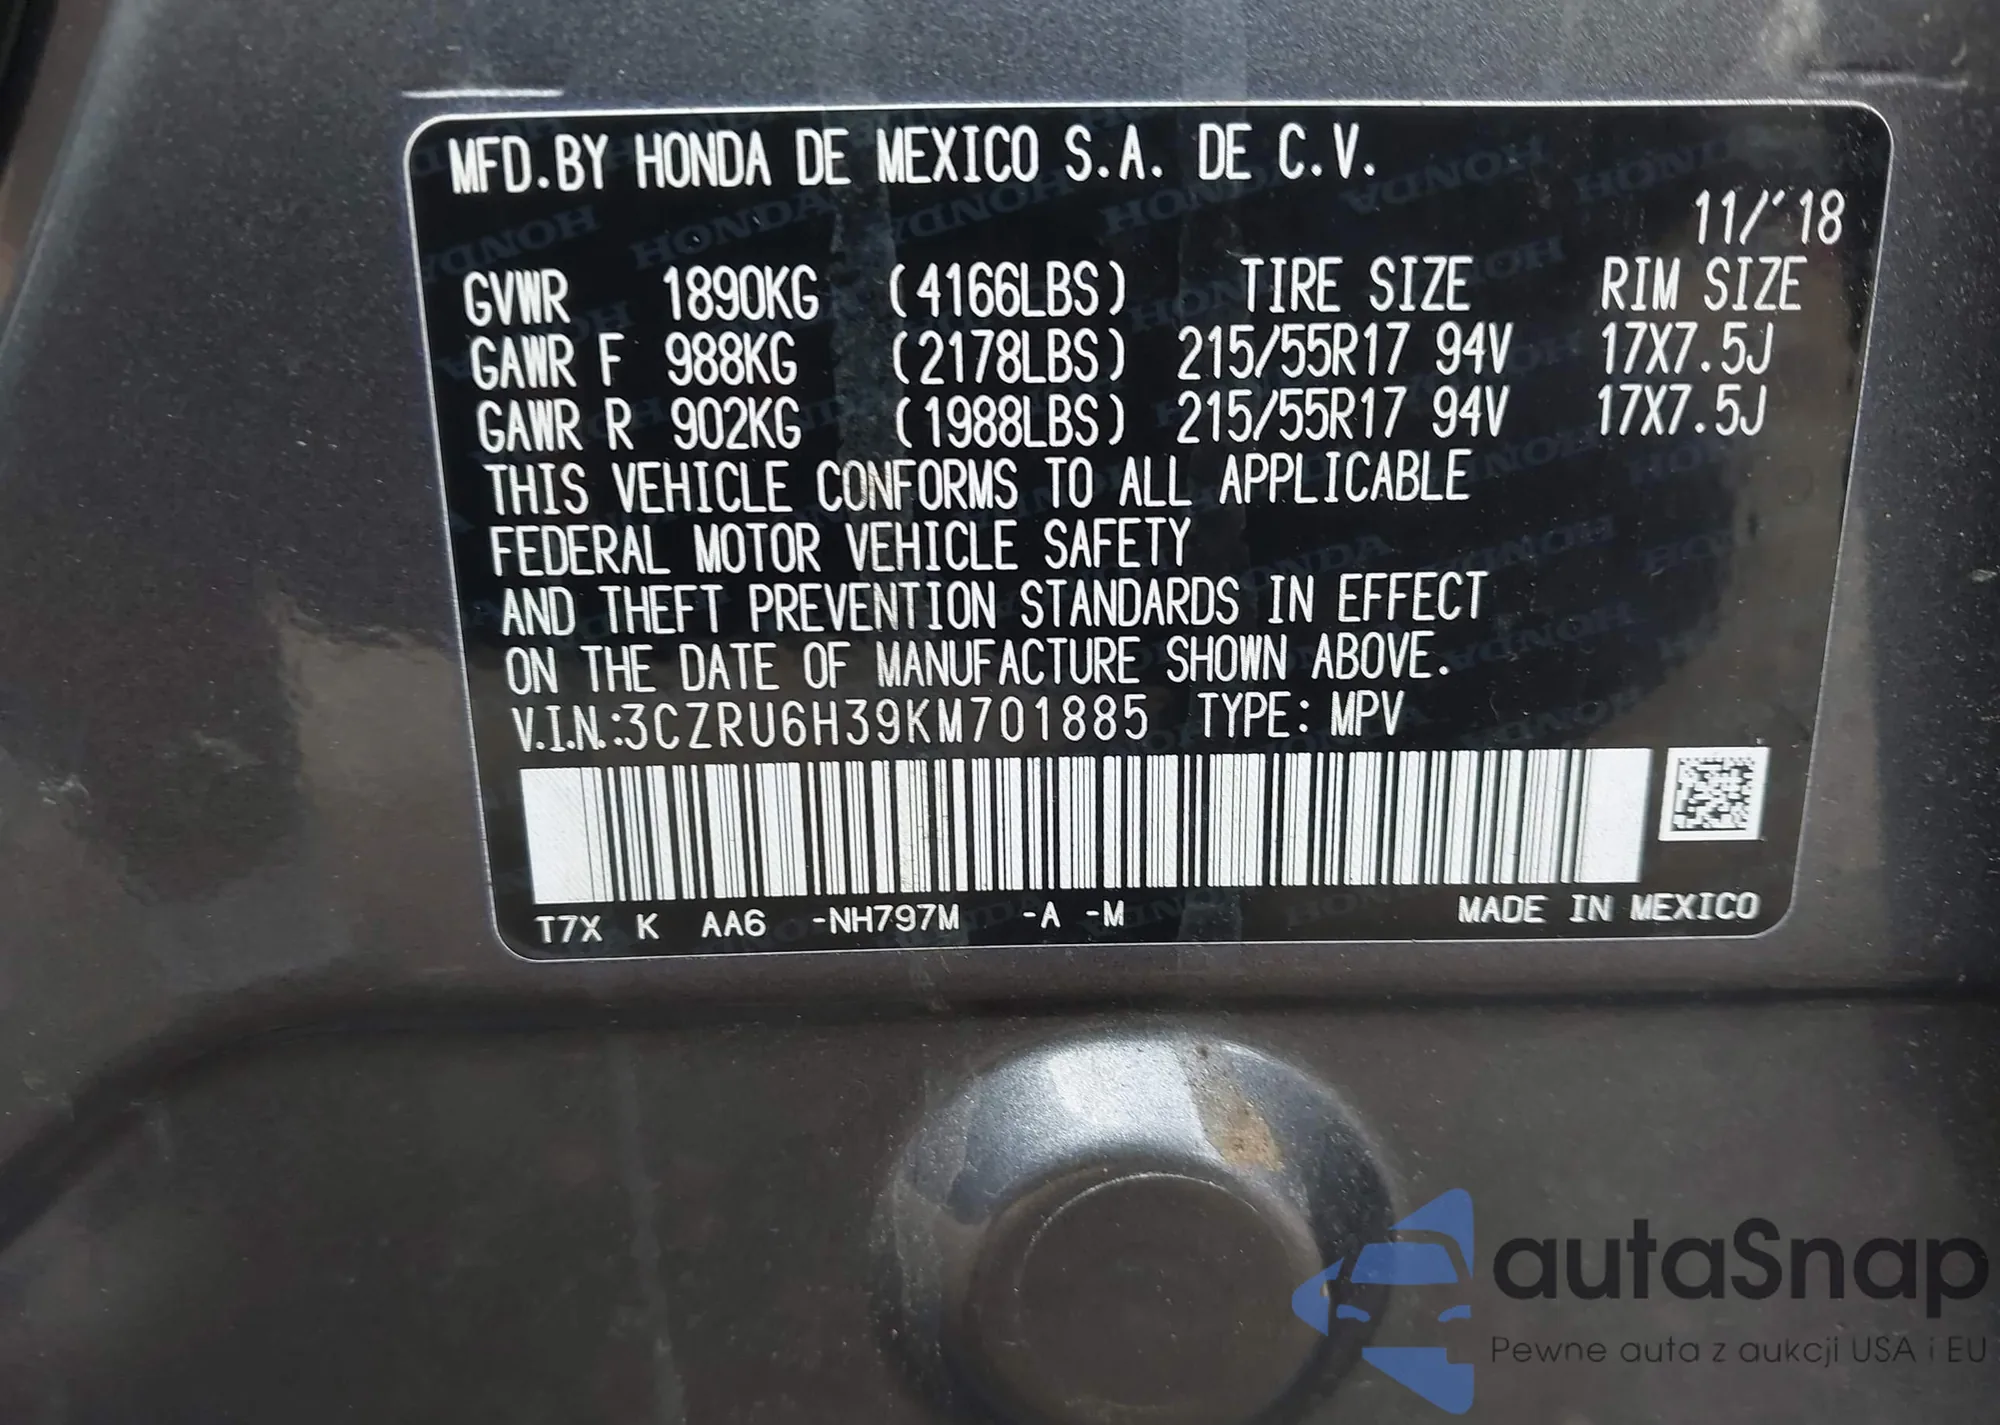 MFD.BY HONDA DE MEXICO S.A. DE C.V.
11/'18
GVWR 1890KG (4166LBS) TIRE SIZE RIM SIZE
GAWR F 988KG (2178LBS) 215/55R17 94V 17X7.5J
GAWR R 902KG (1988LBS) 215/55R17 94V 17X7.5J
THIS VEHICLE CONFORMS TO ALL APPLICABLE
FEDERAL MOTOR VEHICLE SAFETY
AND THEFT PREVENTION STANDARDS IN EFFECT
ON THE DATE OF MANUFACTURE SHOWN ABOVE.
V.I.N.:3CZRU6H39KM701885 TYPE: MPV
T7X K AA6 -NH797M -A -M MADE IN MEXICO
autaSnap
Pewne auta z aukcji USA i EU